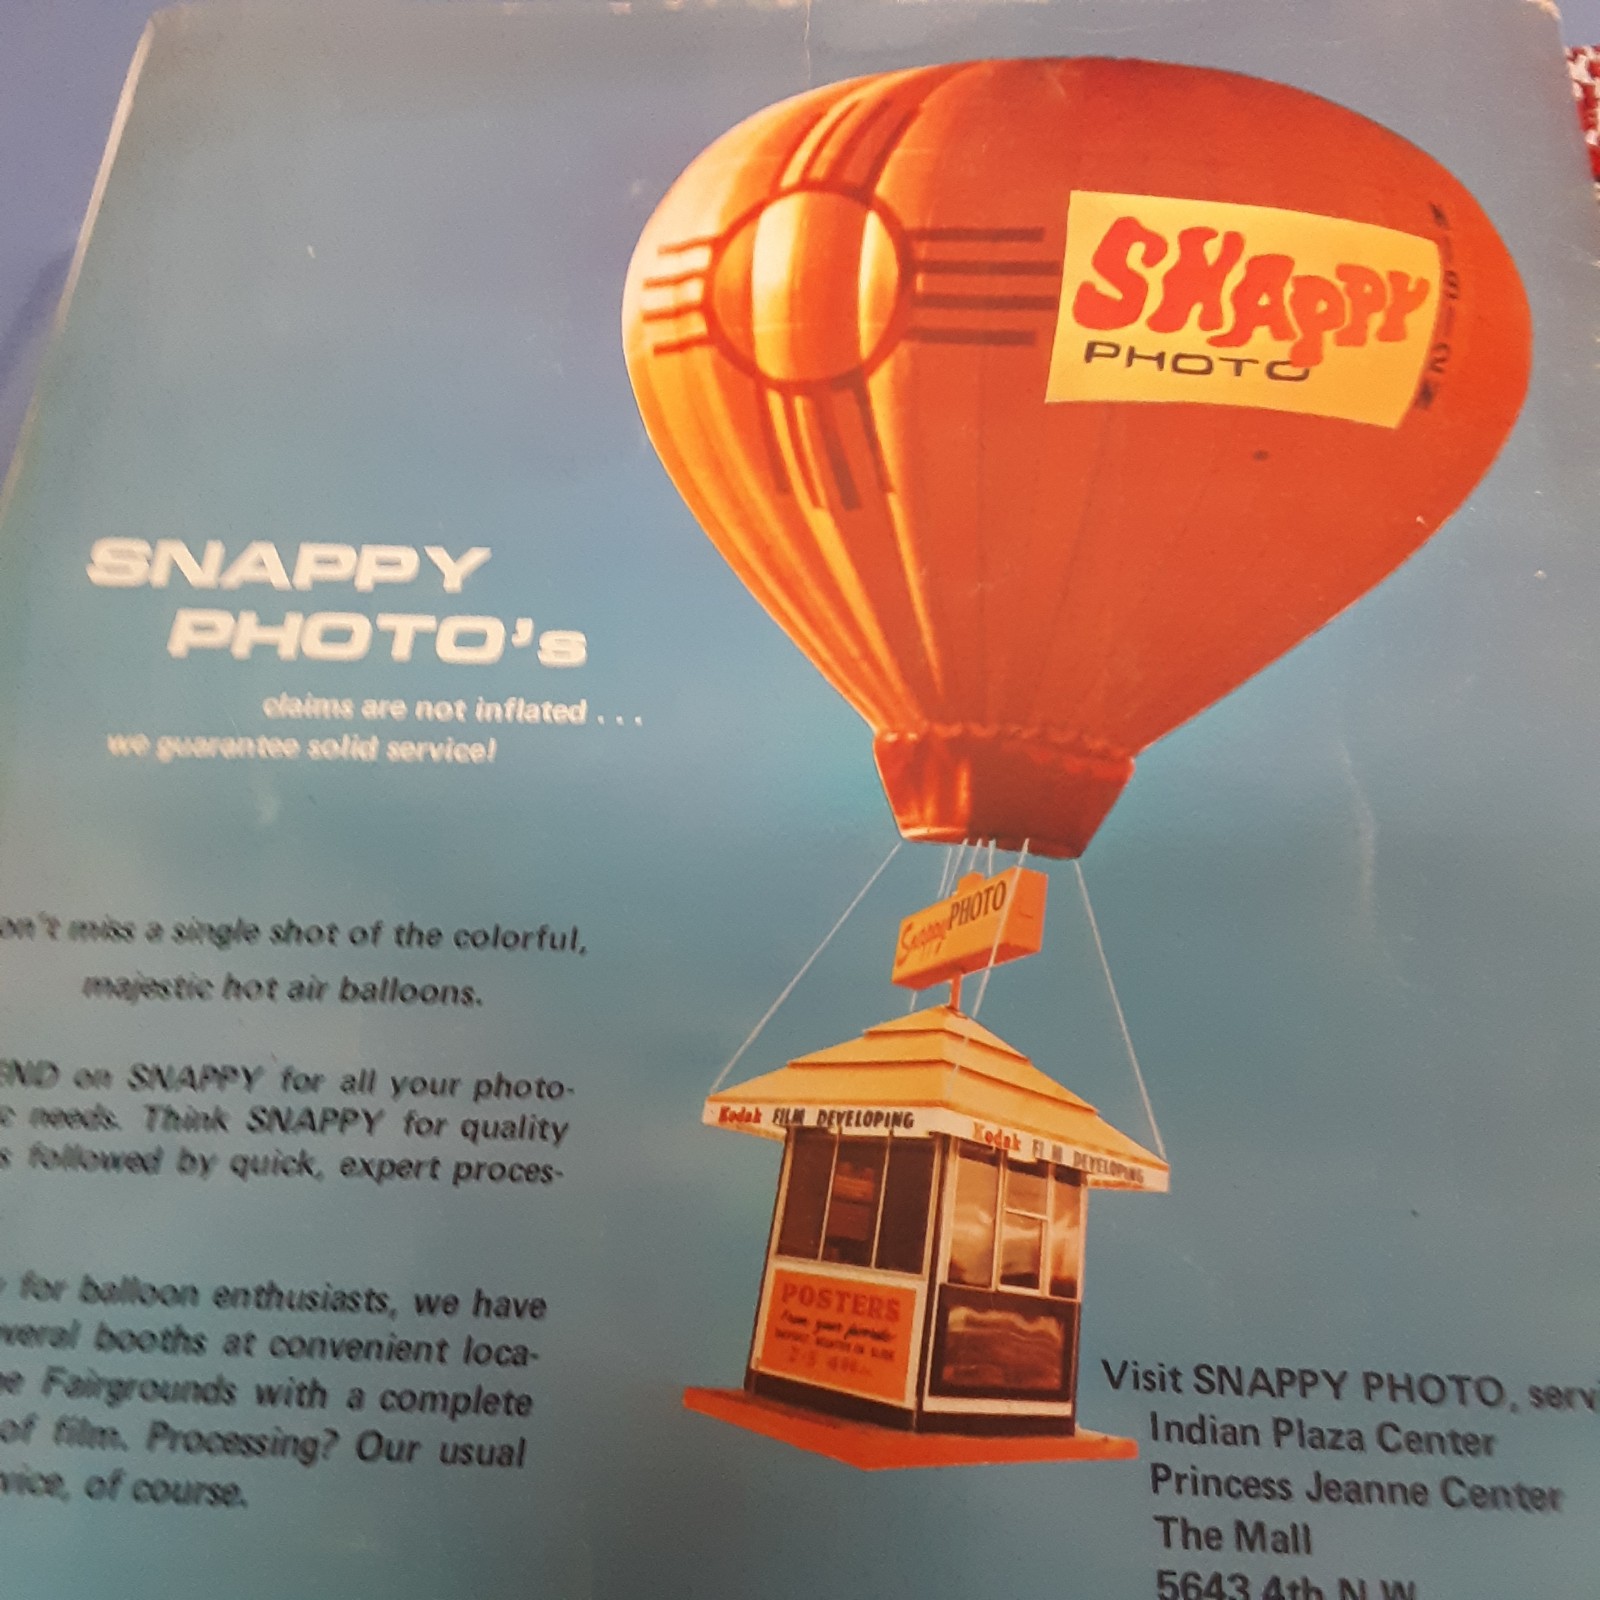 SNAPPY
PHOTO
SNAPPY
PHOTO's
claims are not inflated . . .
we guarantee solid service!
Snappy PHOTO
on't miss a single shot of the colorful,
majestic hot air balloons.
END on SNAPPY for all your photo-
c needs. Think SNAPPY for quality
s followed by quick, expert proces-
Kodak FILM DEVELOPING
Kodak FILM DEVELOPING
for balloon enthusiasts, we have
veral booths at convenient loca-
e Fairgrounds with a complete
of film. Processing? Our usual
vice, of course.
POSTERS
From your favorite
Visit SNAPPY PHOTO, servi
Indian Plaza Center
Princess Jeanne Center
The Mall
5643 4th N.W.